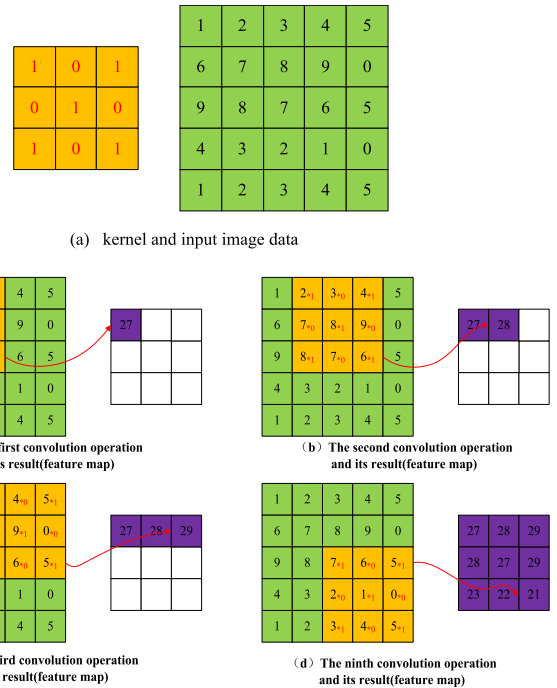 1 0 1
0 1 0
1 0 1
1 2 3 4 5
6 7 8 9 0
9 8 7 6 5
4 3 2 1 0
1 2 3 4 5
(a) kernel and input image data
4 5
9 0
6 5
1 0
4 5
27
first convolution operation
s result(feature map)
1 2*1 3*0 4*1 5
6 7*0 8*1 9*0 0
9 8*1 7*0 6*1 5
4 3 2 1 0
1 2 3 4 5
27 28
(b) The second convolution operation
and its result(feature map)
4*0 5*1
9*1 0*0
6*0 5*1
1 0
4 5
27 28 29
ird convolution operation
result(feature map)
1 2 3 4 5
6 7 8 9 0
9 8 7*1 6*0 5*1
4 3 2*0 1*1 0*0
1 2 3*1 4*0 5*1
27 28 29
28 27 29
23 22 21
(d) The ninth convolution operation
and its result(feature map)